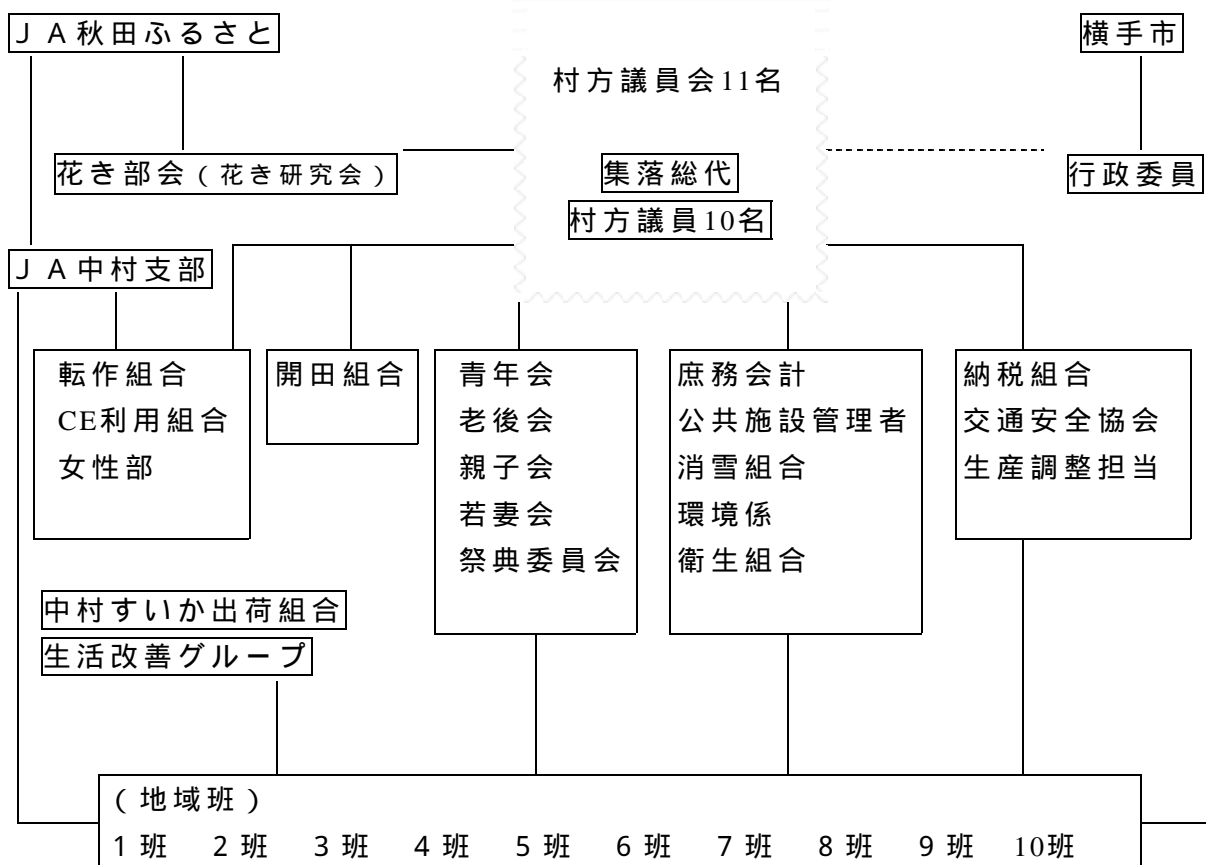 ＪＡ秋田ふるさと
横手市
村方議員会11名
花き部会（花き研究会）
集落総代
行政委員
村方議員10名
ＪＡ中村支部
転作組合
CE利用組合
女性部
開田組合
青年会
老後会
親子会
若妻会
祭典委員会
庶務会計
公共施設管理者
消雪組合
環境係
衛生組合
納税組合
交通安全協会
生産調整担当
中村すいか出荷組合
生活改善グループ
（地域班）
１班 ２班 ３班 ４班 ５班 ６班 ７班 ８班 ９班 10班